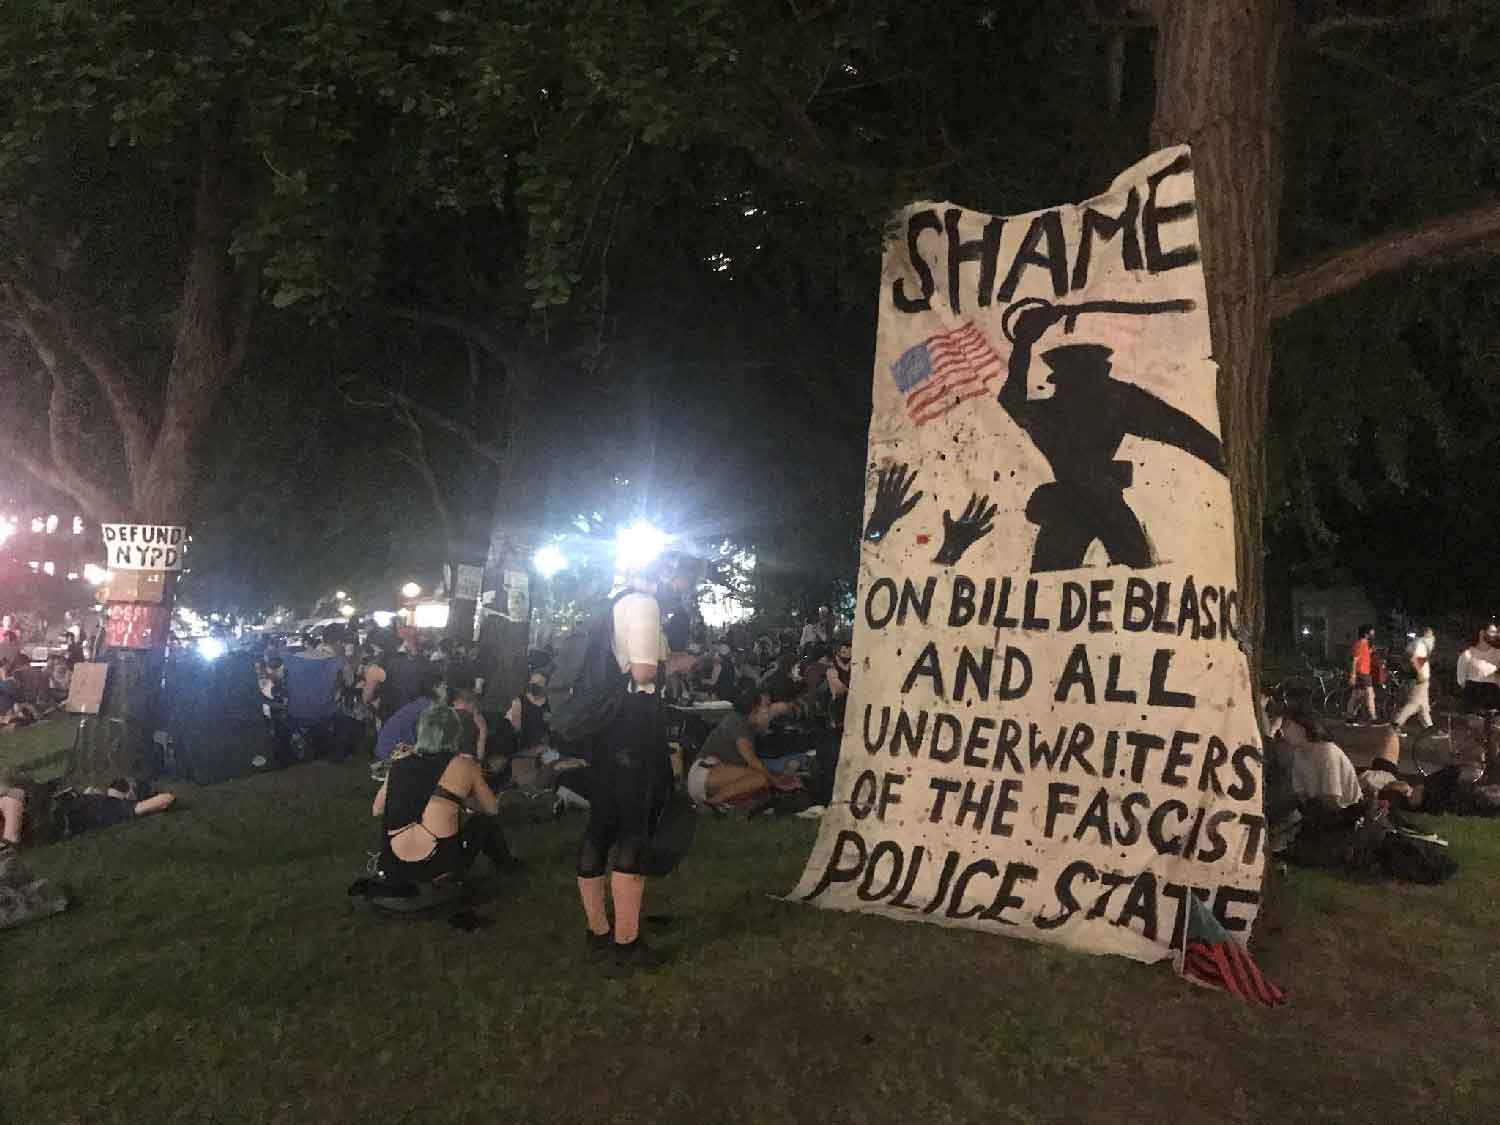 DEFUND
NYPD
SHAME
ON BILL DE BLASIO
AND ALL
UNDERWRITERS
OF THE FASCIST
POLICE STATE